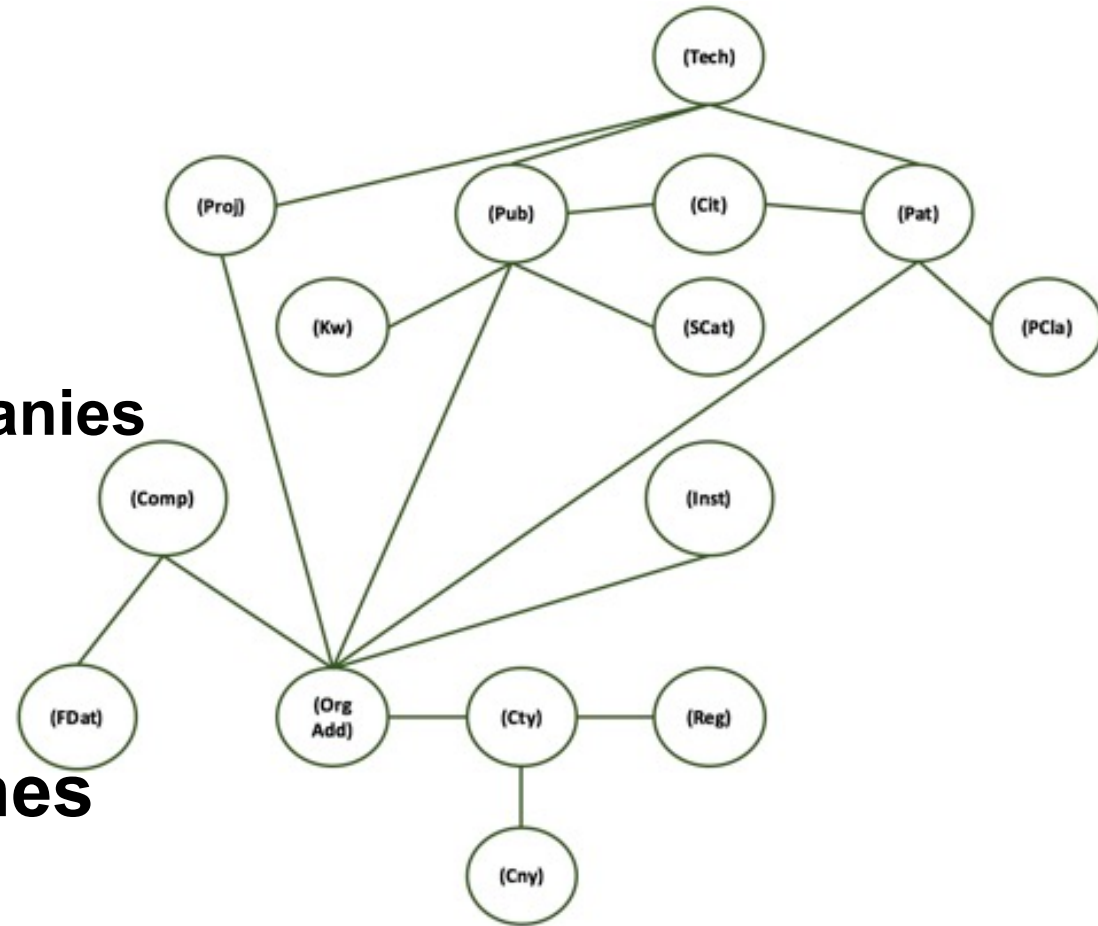 (Tech)
(Proj)
(Pub)
(Cit)
(Pat)
(Kw)
(SCat)
(PCla)
anies
(Comp)
(Inst)
(FDat)
(Org
Add)
(Cty)
(Reg)
nes
(Cny)